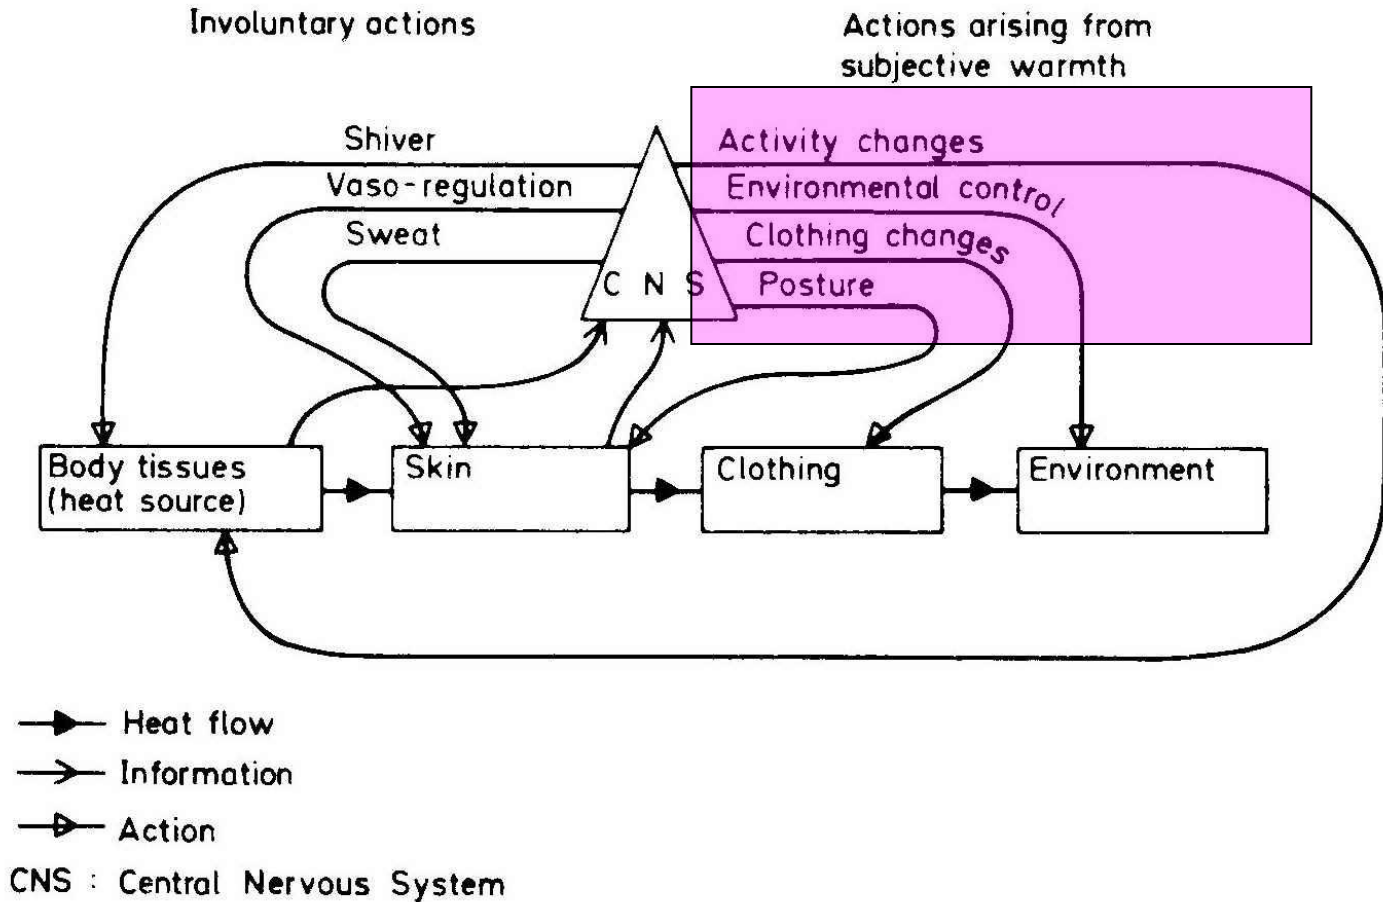 Involuntary actions
Actions arising from
subjective warmth
Shiver
Activity changes
Vaso-regulation
Environmental control
Sweat
Clothing changes
C N S
Posture
Body tissues
(heat source)
Skin
Clothing
Environment
Heat flow
Information
Action
CNS : Central Nervous System